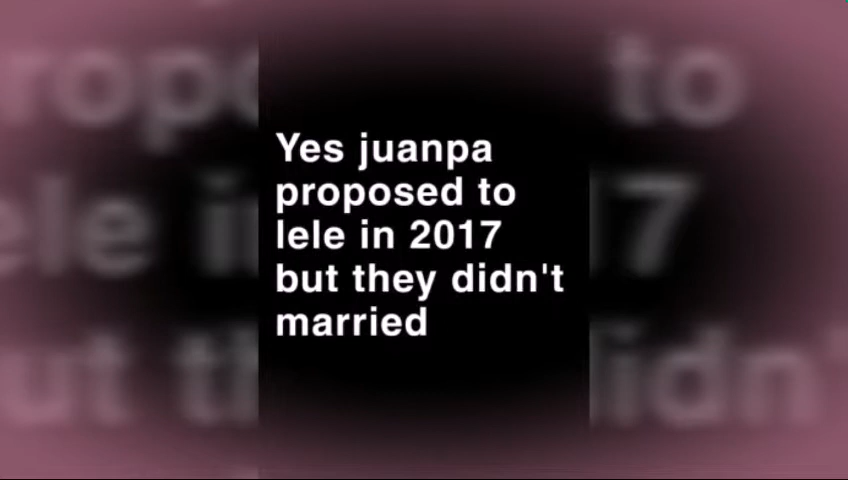 Yes juanpa
proposed to
lele in 2017
but they didn't
married